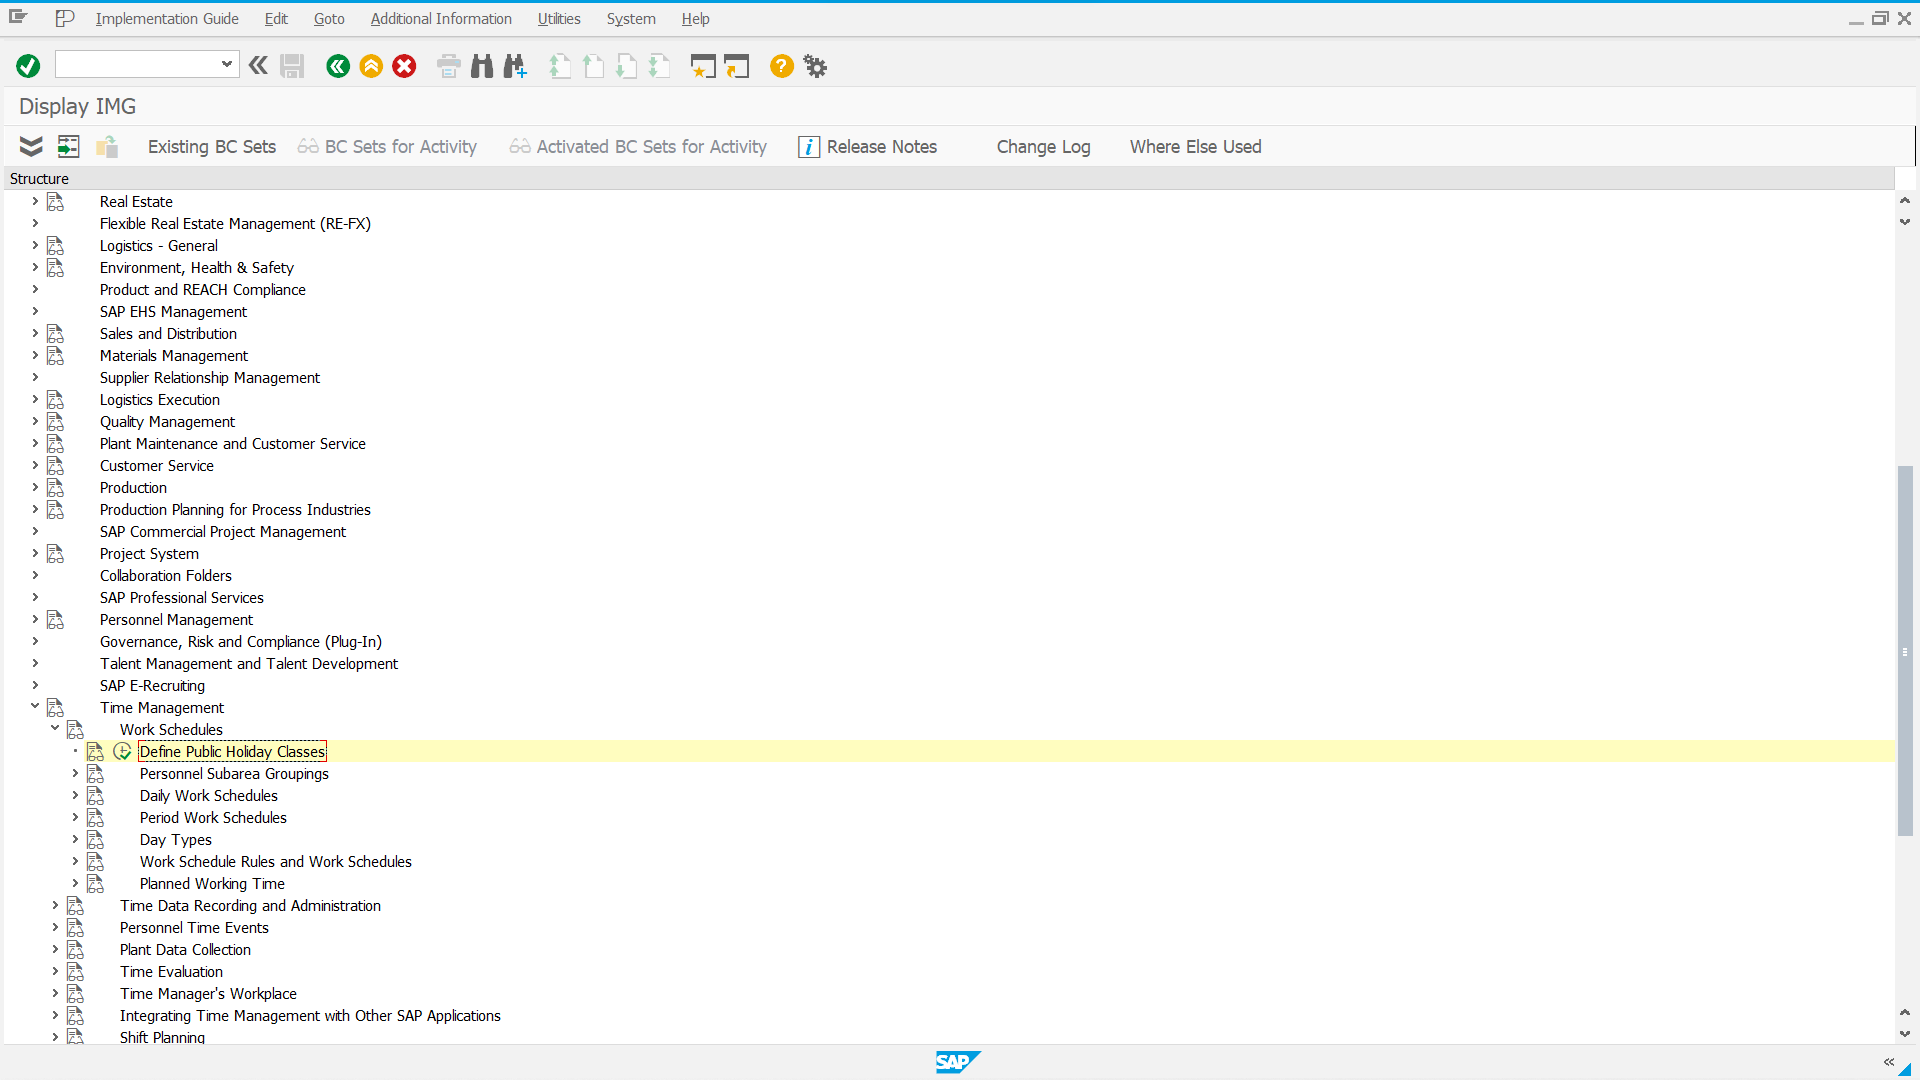 Implementation Guide Edit Goto Additional Information Utilities System Help
Display IMG
Existing BC Sets BC Sets for Activity Activated BC Sets for Activity Release Notes Change Log Where Else Used
Structure
Real Estate
Flexible Real Estate Management (RE-FX)
Logistics - General
Environment, Health & Safety
Product and REACH Compliance
SAP EHS Management
Sales and Distribution
Materials Management
Supplier Relationship Management
Logistics Execution
Quality Management
Plant Maintenance and Customer Service
Customer Service
Production
Production Planning for Process Industries
SAP Commercial Project Management
Project System
Collaboration Folders
SAP Professional Services
Personnel Management
Governance, Risk and Compliance (Plug-In)
Talent Management and Talent Development
SAP E-Recruiting
Time Management
Work Schedules
Define Public Holiday Classes
Personnel Subarea Groupings
Daily Work Schedules
Period Work Schedules
Day Types
Work Schedule Rules and Work Schedules
Planned Working Time
Time Data Recording and Administration
Personnel Time Events
Plant Data Collection
Time Evaluation
Time Manager's Workplace
Integrating Time Management with Other SAP Applications
Shift Planning
SAP